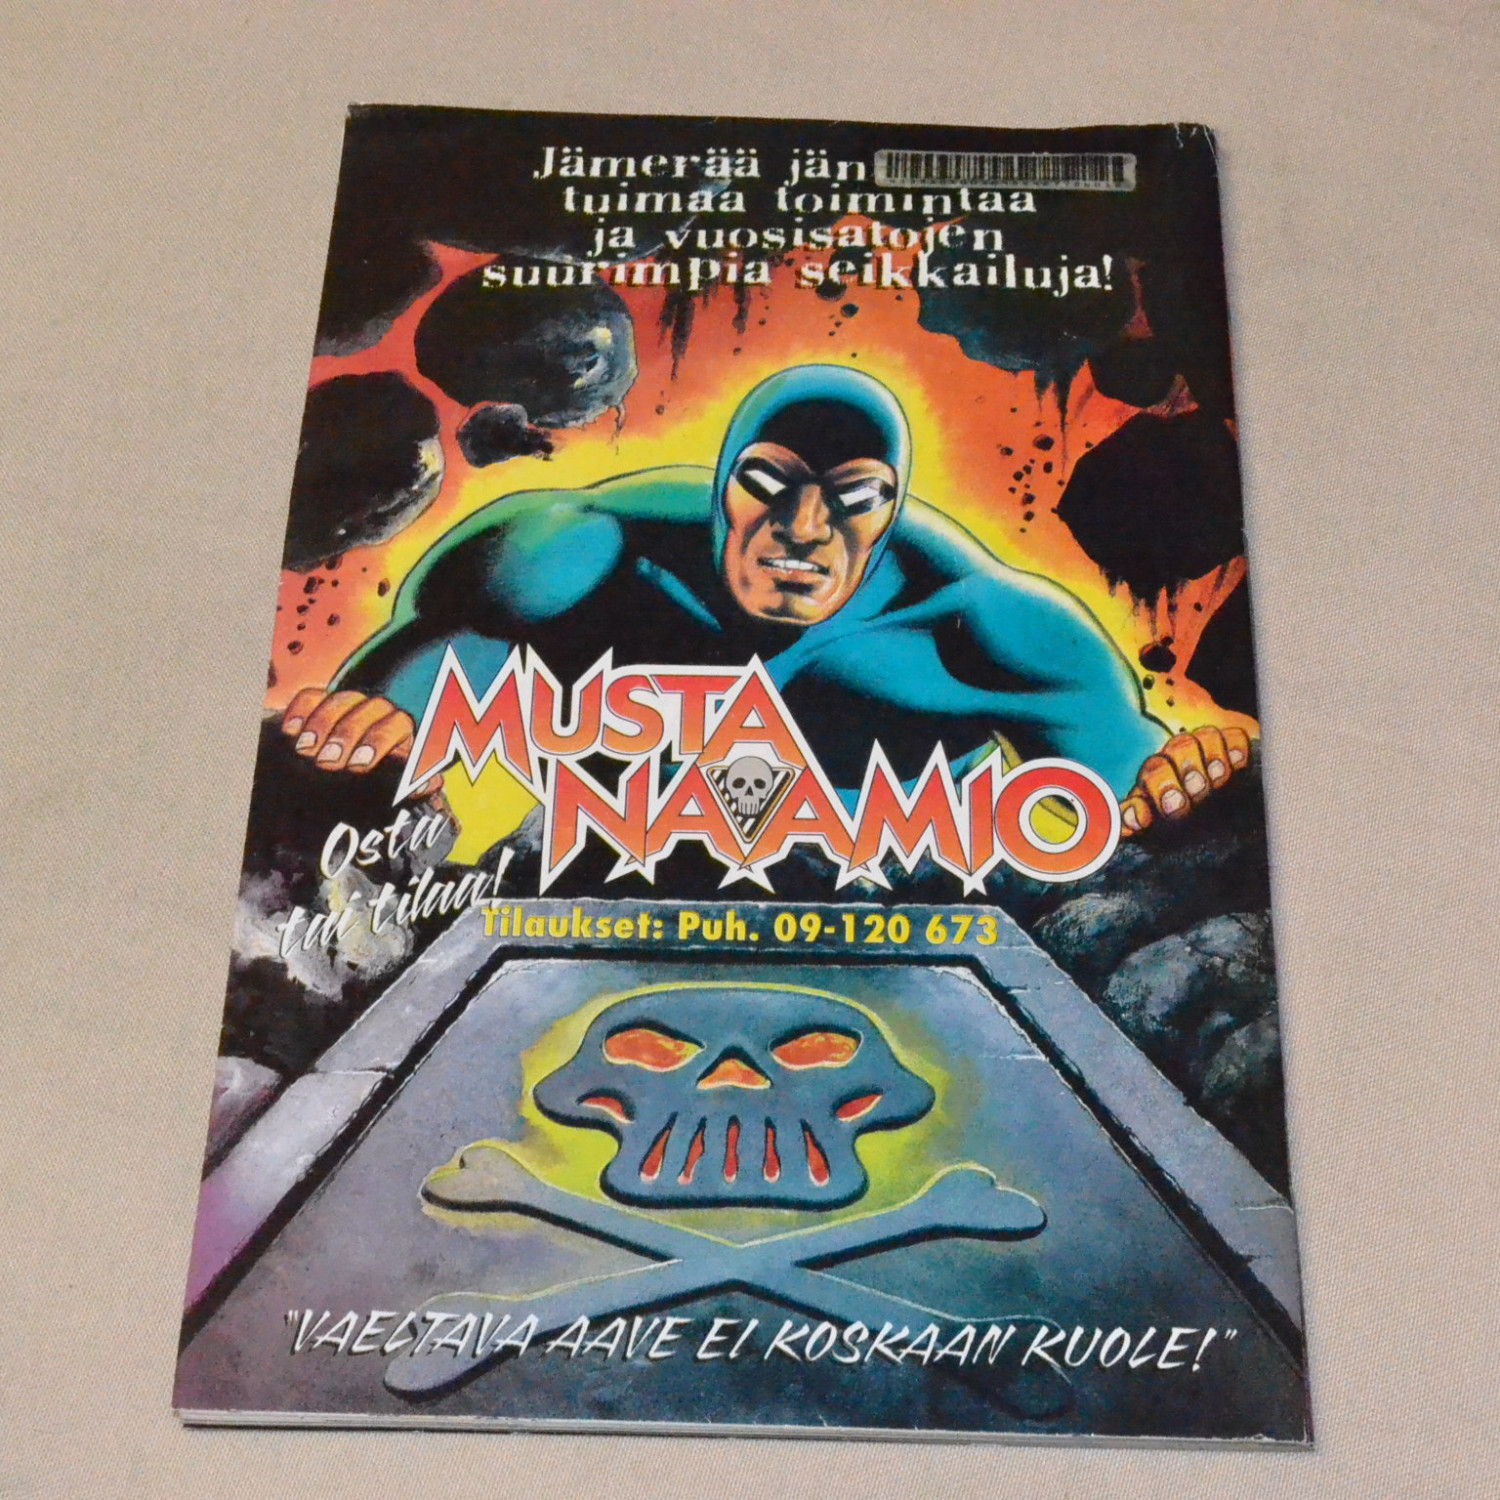 Jämerää
tuimaa toimintaa
ja vuosisatojen
suurimpia seikkailuja!
MUSTA
NAAMIO
Osta
tai tilaa!
Tilaukset: Puh. 09-120 673
"VAELTAVA AAVE EI KOSKAAN KUOLE!"